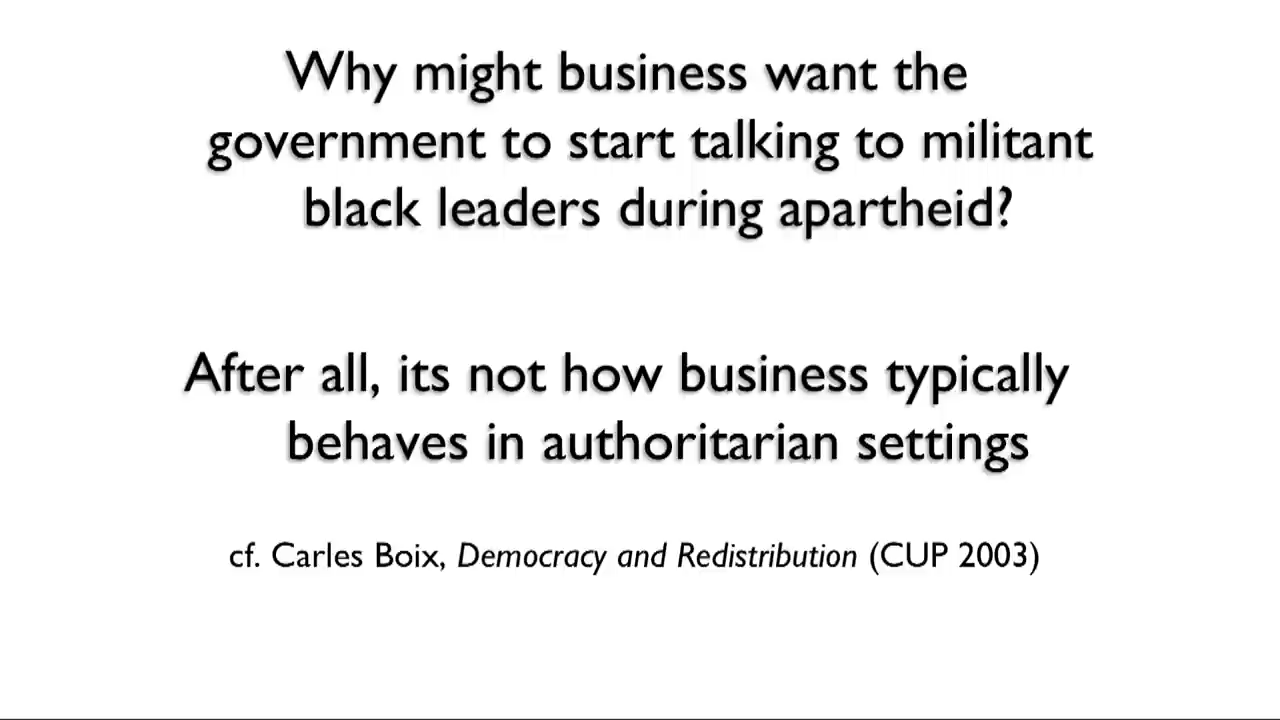 Why might business want the
government to start talking to militant
black leaders during apartheid?
After all, its not how business typically
behaves in authoritarian settings
cf. Carles Boix, Democracy and Redistribution (CUP 2003)